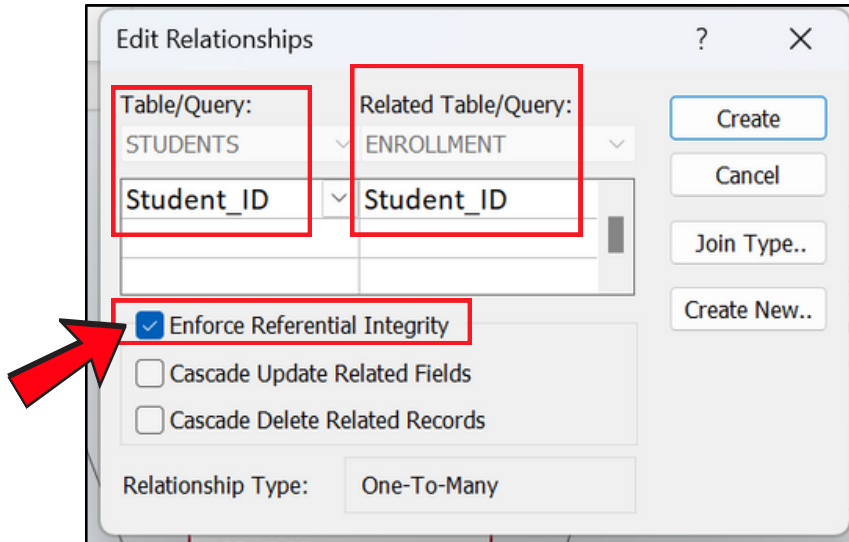 Edit Relationships ?
Table/Query: Related Table/Query:
STUDENTS ENROLLMENT
Student_ID Student_ID
Enforce Referential Integrity
Cascade Update Related Fields
Cascade Delete Related Records
Relationship Type: One-To-Many
Create
Cancel
Join Type..
Create New..